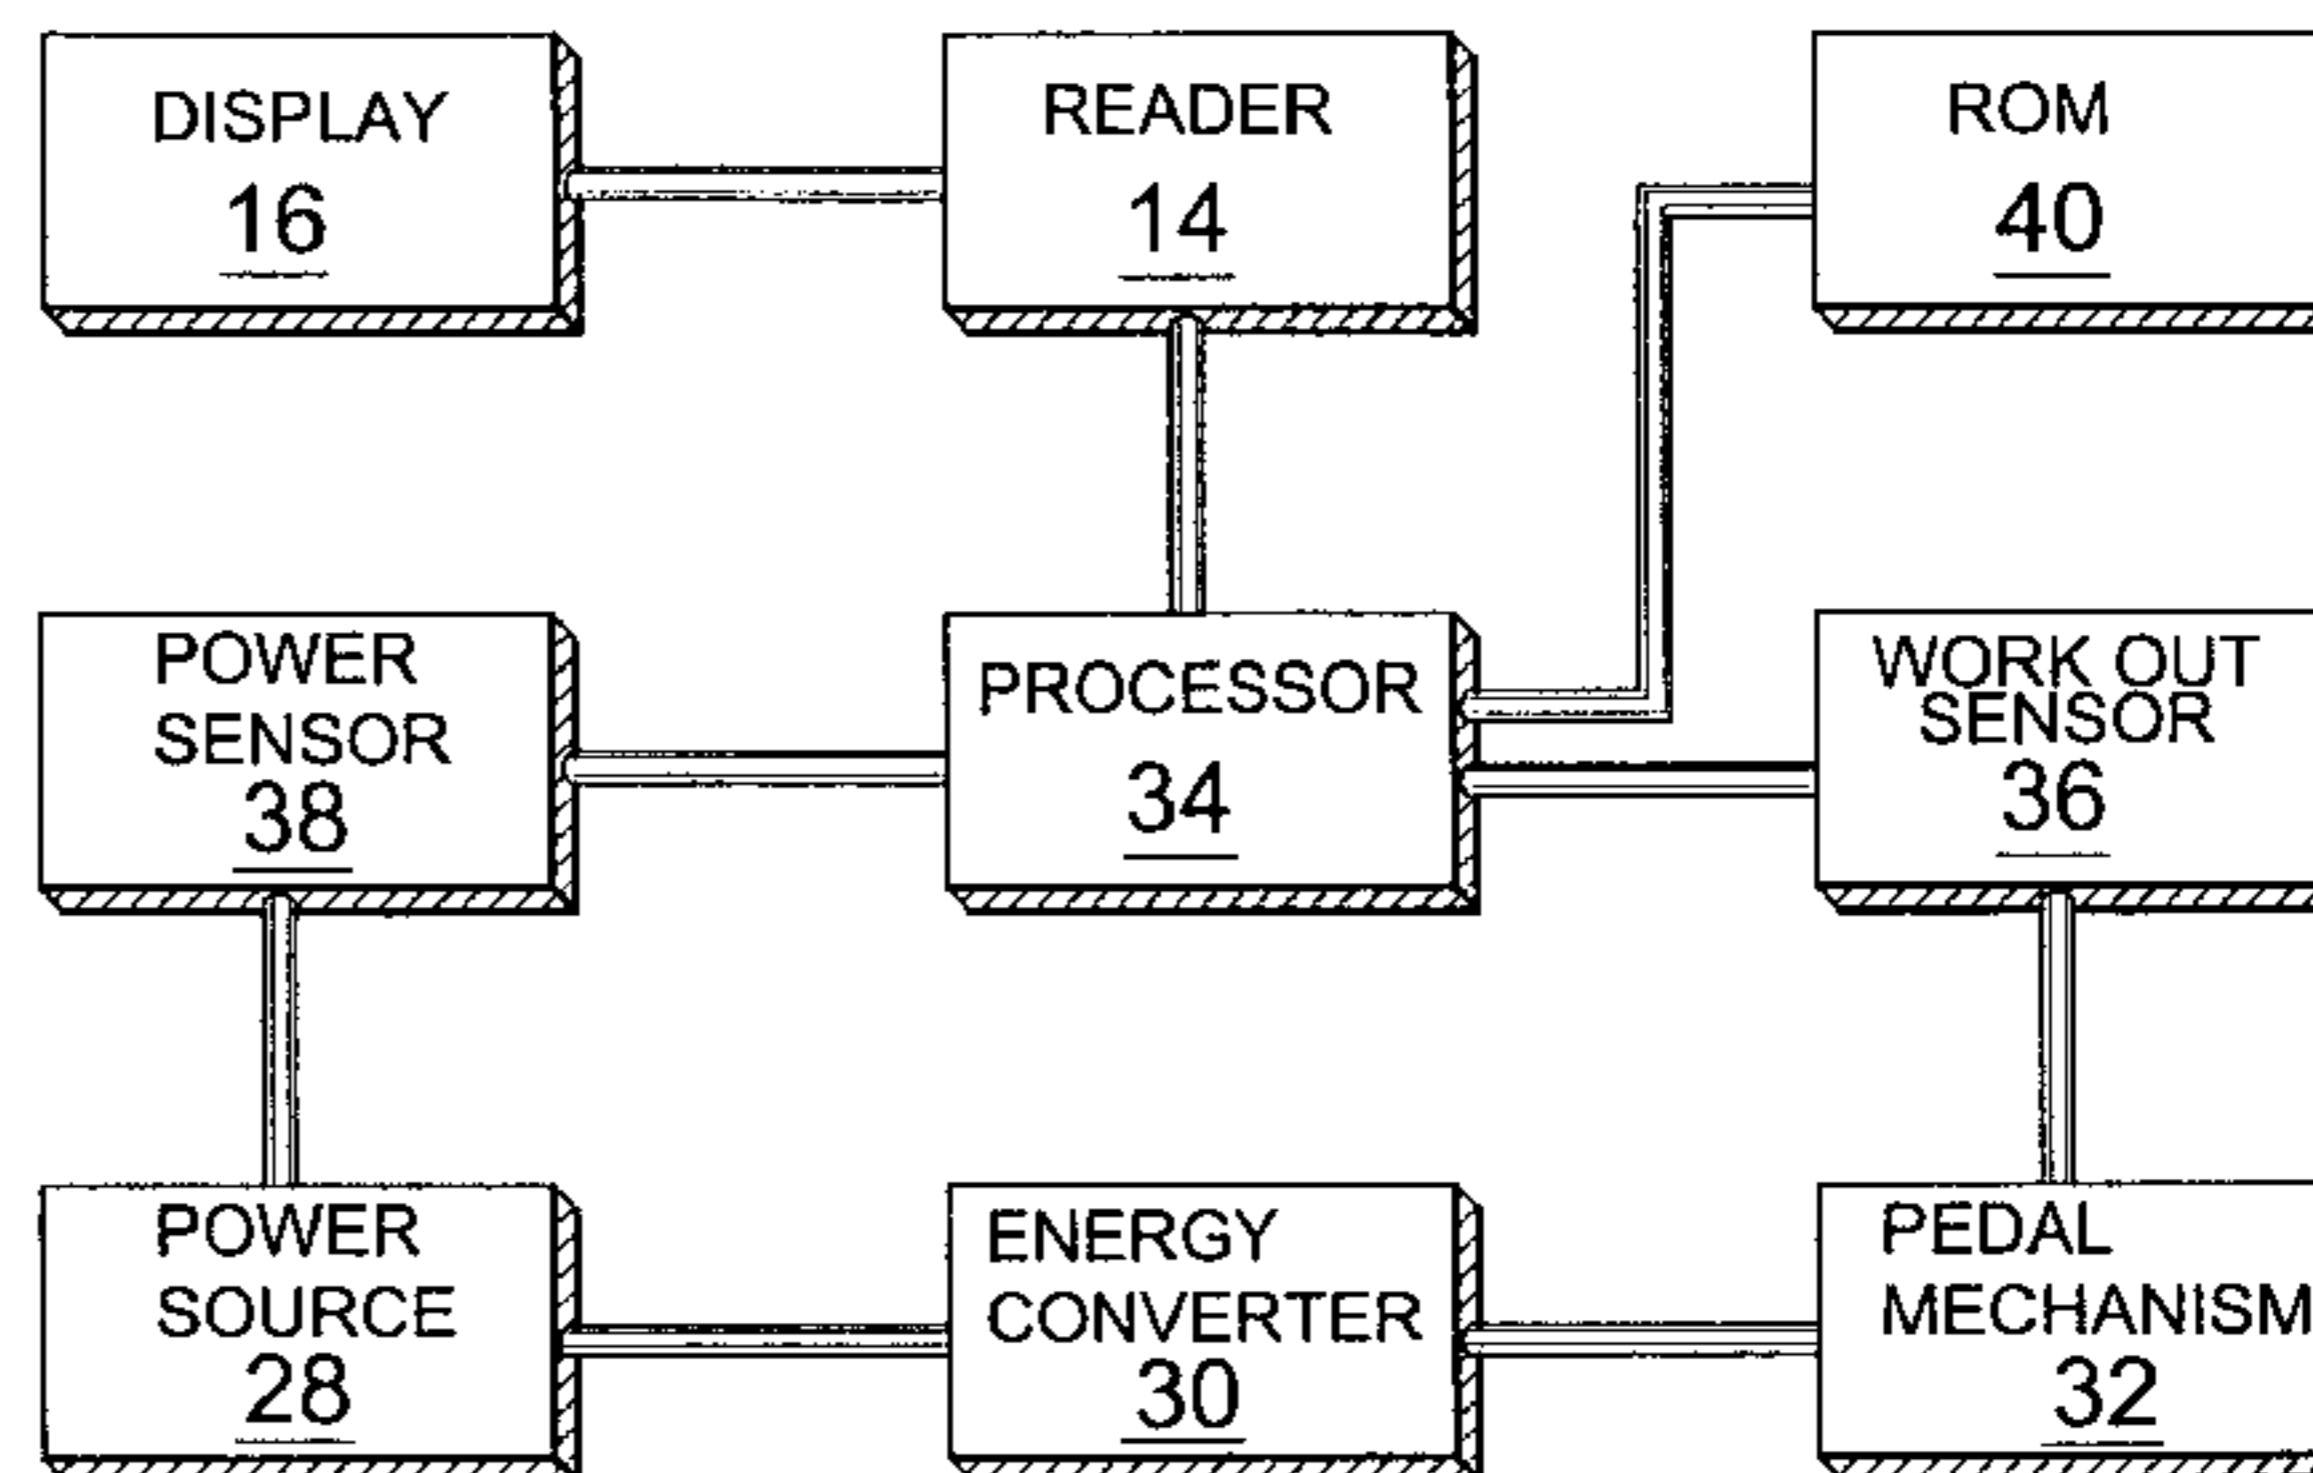 DISPLAY
16
READER
14
ROM
40
POWER
SENSOR
38
PROCESSOR
34
WORK OUT
SENSOR
36
POWER
SOURCE
28
ENERGY
CONVERTER
30
PEDAL
MECHANISM
32